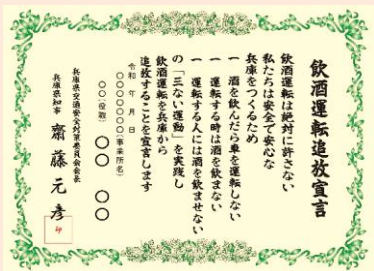 飲酒運転追放宣言
飲酒運転は絶対に許さない
私たちは安全で安心な
兵庫をつくるため
一 酒を飲んだら車を運転しない
一 運転する時は酒を飲まない
一 運転する人には酒を飲ませない
の「三ない運動」を実践し
飲酒運転を兵庫から
追放することを宣言します
令和 年 月 日
〇〇〇〇〇〇〇(事業所名)
〇〇(役職) 〇〇 〇〇
兵庫県交通安全対策委員会会長
兵庫県知事 齋藤元彦
印